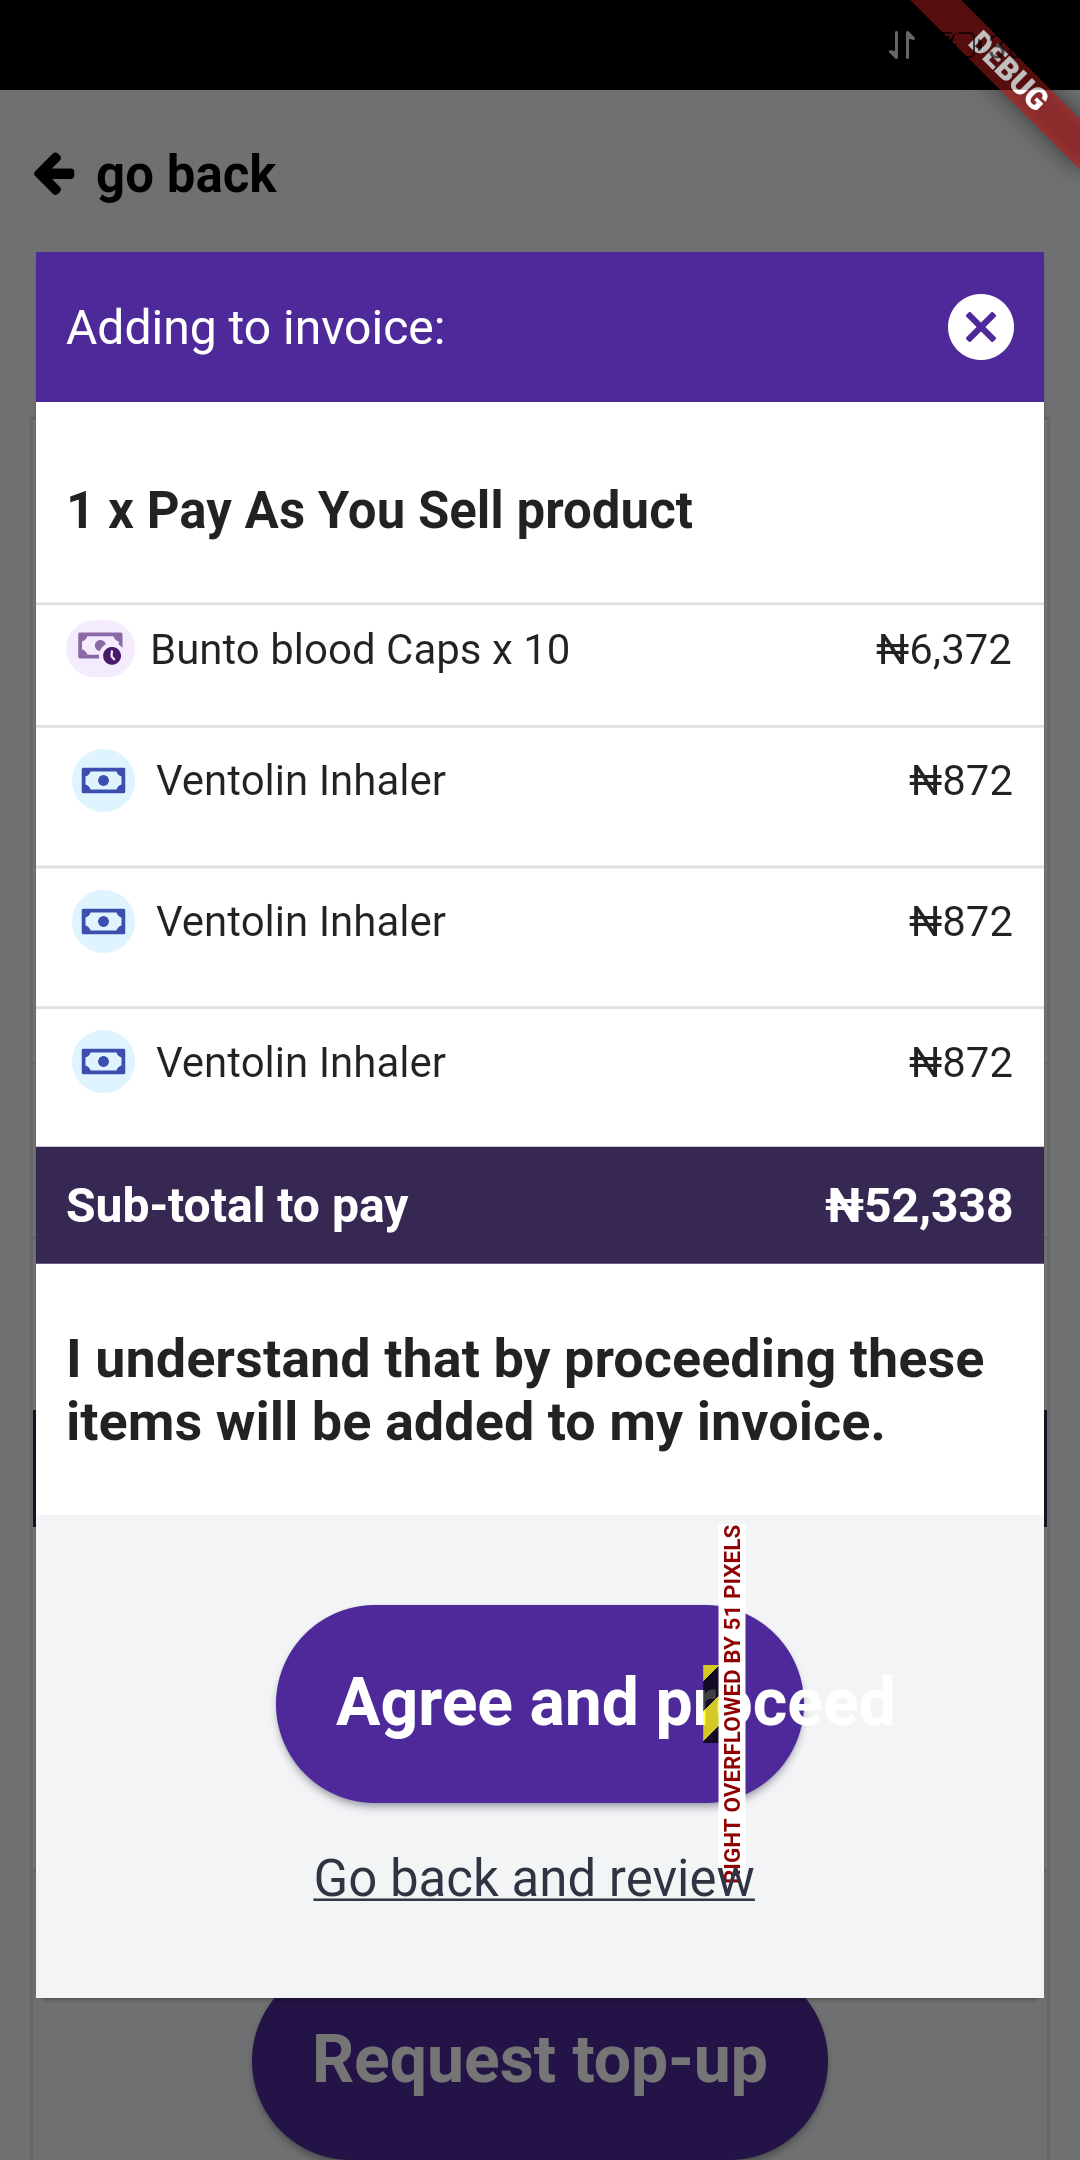 DEBUG
go back
Adding to invoice:
1 x Pay As You Sell product
Bunto blood Caps x 10 ₦6,372
Ventolin Inhaler ₦872
Ventolin Inhaler ₦872
Ventolin Inhaler ₦872
Sub-total to pay ₦52,338
I understand that by proceeding these
items will be added to my invoice.
Agree and proceed
RIGHT OVERFLOWED BY 51 PIXELS
Go back and review
Request top-up